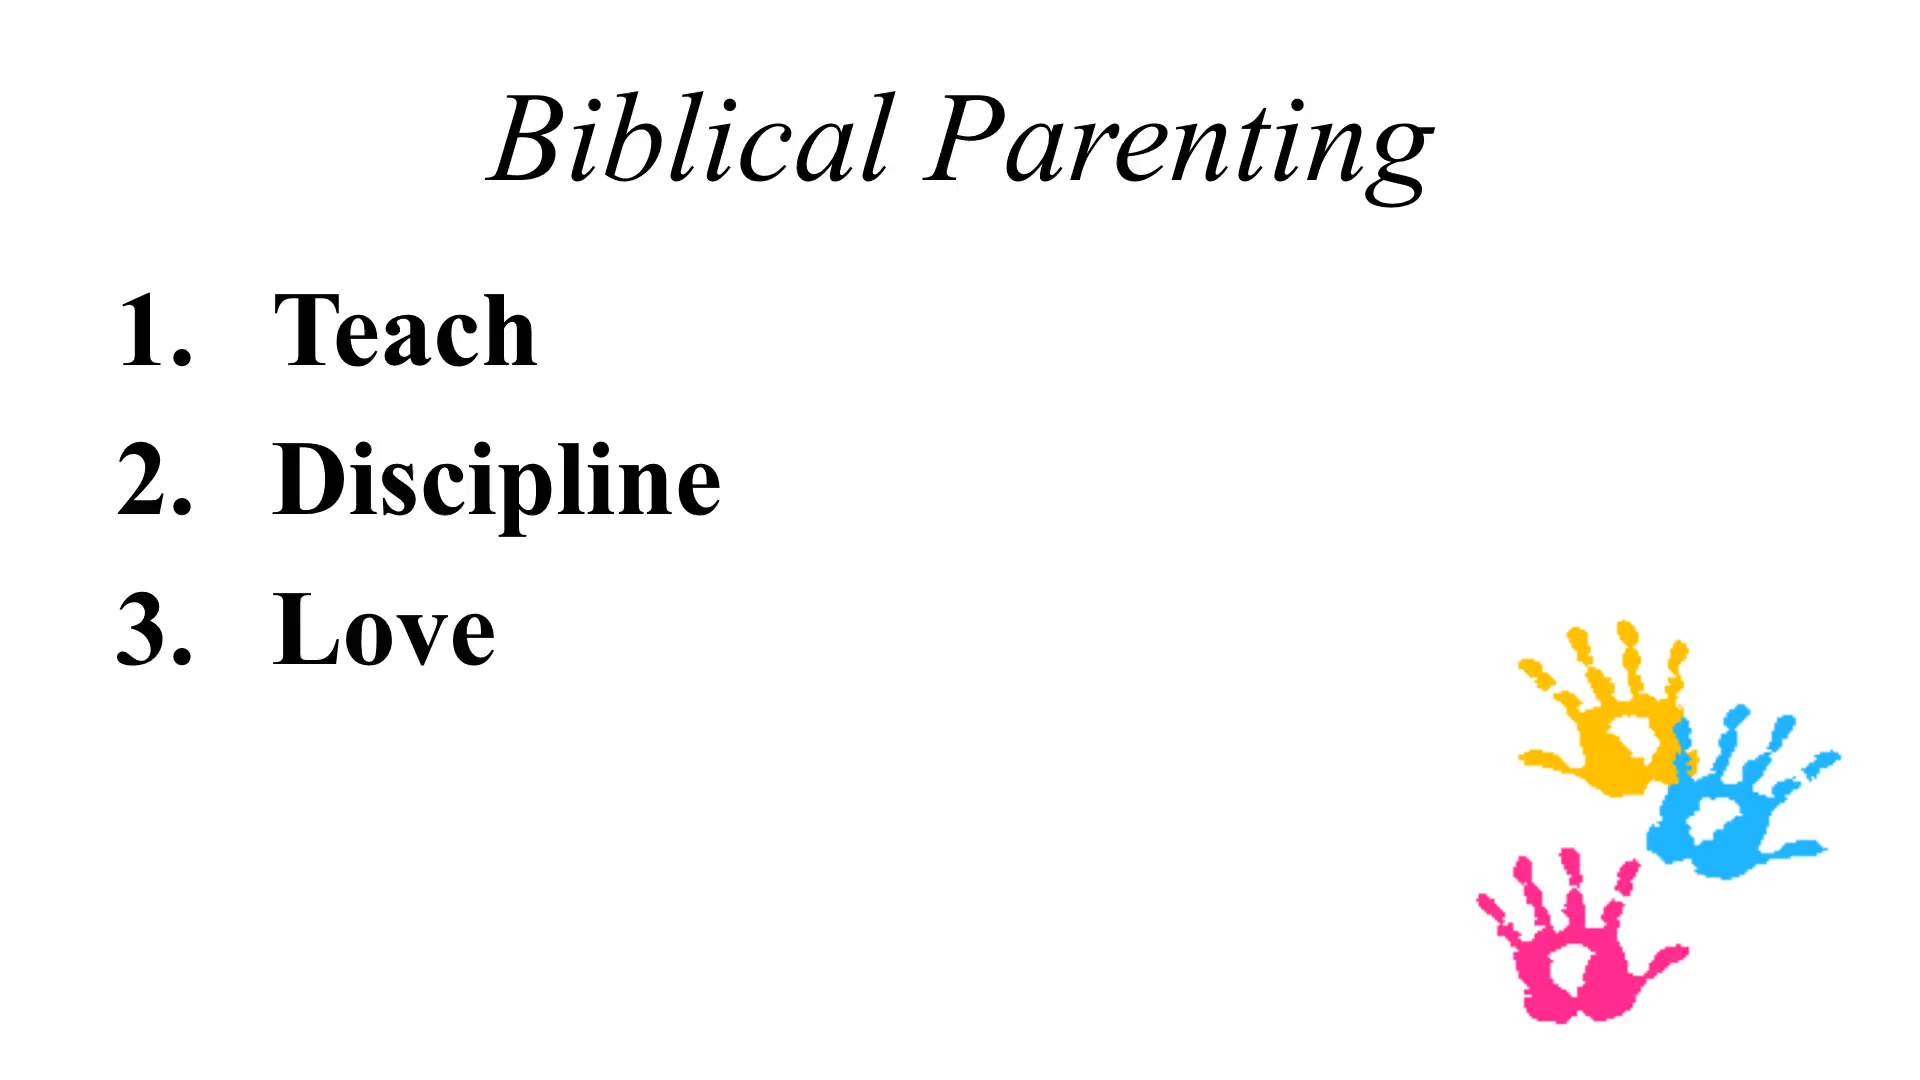 Biblical Parenting
1. Teach
2. Discipline
3. Love